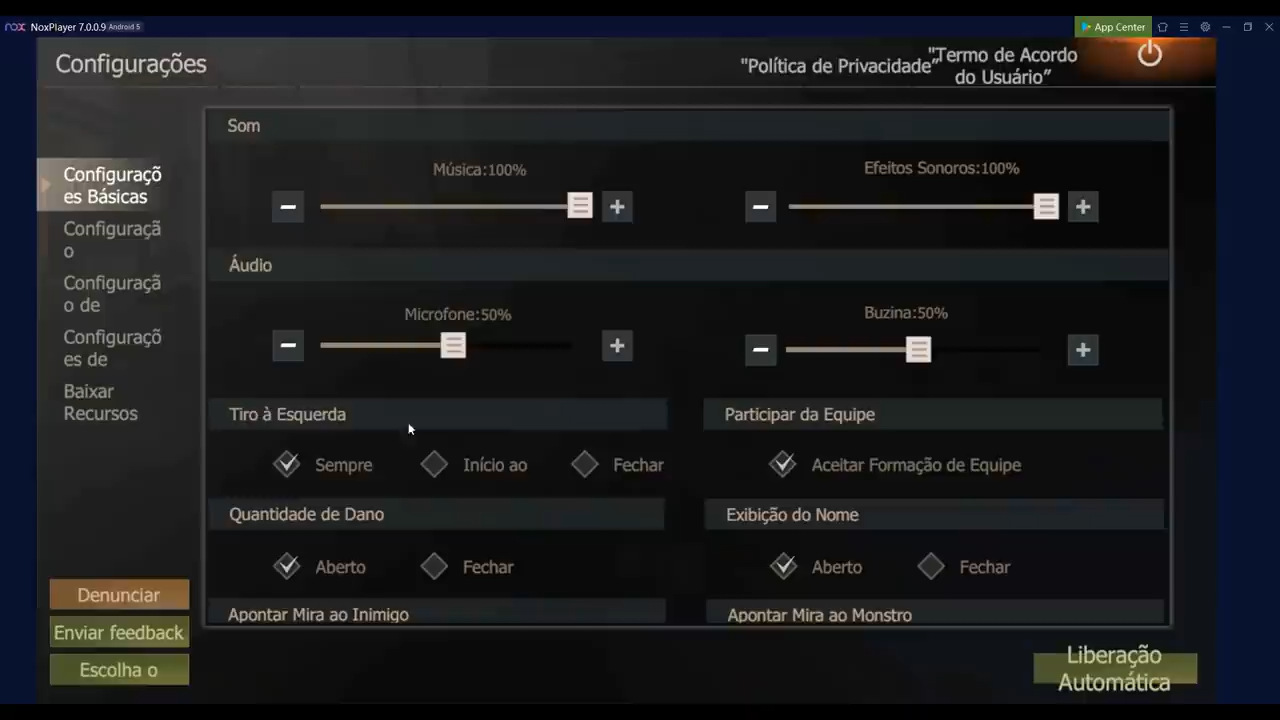 nox NoxPlayer 7.0.0.9 Android 5
App Center
Configurações
"Política de Privacidade"
"Termo de Acordo
do Usuário"
Som
Configuraçõ
es Básicas
Música:100%
Efeitos Sonoros:100%
Configuraçã
o
Áudio
Configuraçã
o de
Microfone:50%
Buzina:50%
Configuraçõ
es de
Baixar
Recursos
Tiro à Esquerda
Participar da Equipe
Sempre
Início ao
Fechar
Aceitar Formação de Equipe
Quantidade de Dano
Exibição do Nome
Aberto
Fechar
Aberto
Fechar
Denunciar
Apontar Mira ao Inimigo
Apontar Mira ao Monstro
Enviar feedback
Escolha o
Liberação
Automática